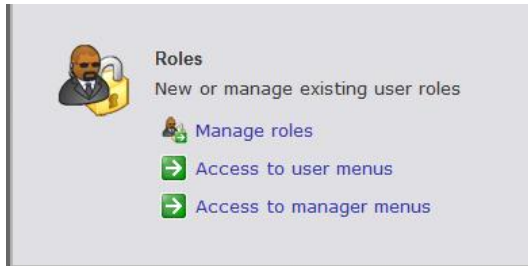 Roles
New or manage existing user roles
Manage roles
Access to user menus
Access to manager menus